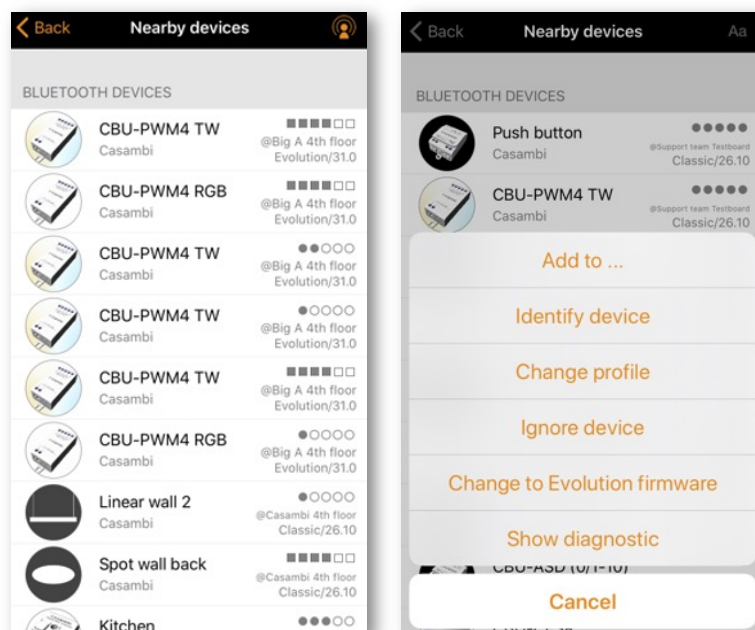 Back
Nearby devices
BLUETOOTH DEVICES
CBU-PWM4 TW
Casambi
@Big A 4th floor
Evolution/31.0
CBU-PWM4 RGB
Casambi
@Big A 4th floor
Evolution/31.0
CBU-PWM4 TW
Casambi
@Big A 4th floor
Evolution/31.0
CBU-PWM4 TW
Casambi
@Big A 4th floor
Evolution/31.0
CBU-PWM4 TW
Casambi
@Big A 4th floor
Evolution/31.0
CBU-PWM4 RGB
Casambi
@Big A 4th floor
Evolution/31.0
Linear wall 2
Casambi
@Casambi 4th floor
Classic/26.10
Spot wall back
Casambi
@Casambi 4th floor
Classic/26.10
Kitchen
Back
Nearby devices
Aa
BLUETOOTH DEVICES
Push button
Casambi
@Support team Testboard
Classic/26.10
CBU-PWM4 TW
Casambi
@Support team Testboard
Classic/26.10
Add to ...
Identify device
Change profile
Ignore device
Change to Evolution firmware
Show diagnostic
CBU-ASD (0/1-10)
Cancel